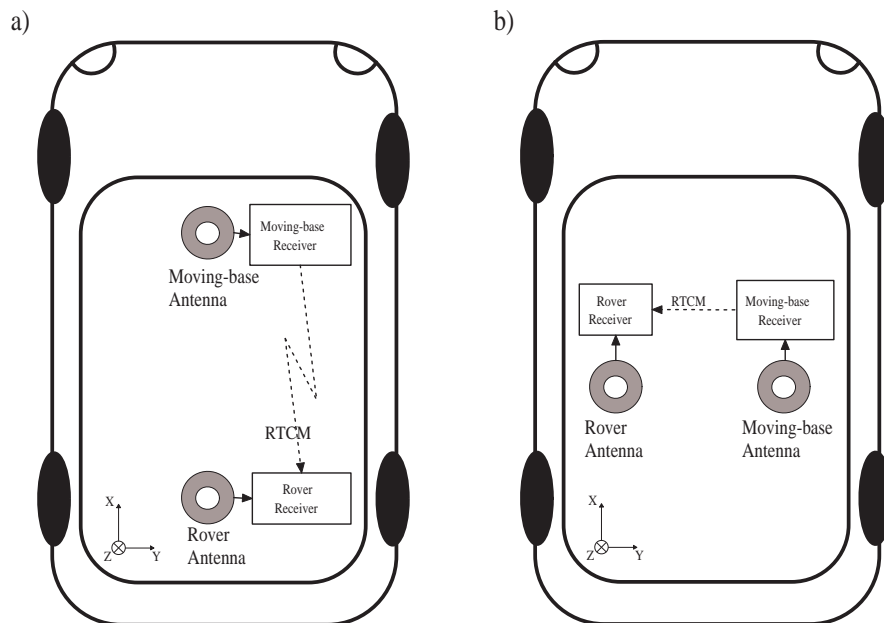 a)
Moving-base
Receiver
Moving-base
Antenna
RTCM
Rover
Receiver
Rover
Antenna
X
Z
Y
b)
Rover
Receiver
RTCM
Moving-base
Receiver
Rover
Antenna
Moving-base
Antenna
X
Z
Y